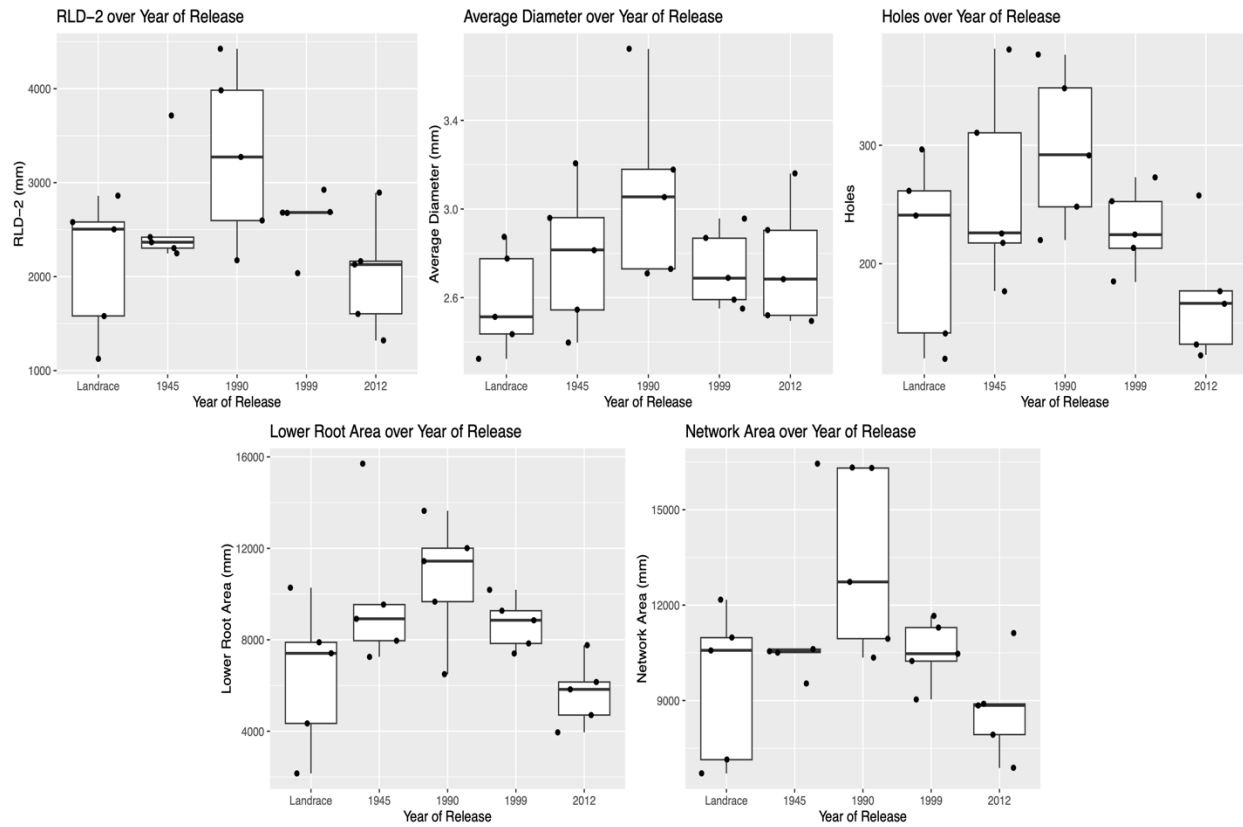 RLD−2 over Year of Release
RLD−2 (mm)
4000
3000
2000
1000
Landrace 1945 1990 1999 2012
Year of Release
Average Diameter over Year of Release
Average Diameter (mm)
3.4
3.0
2.6
Landrace 1945 1990 1999 2012
Year of Release
Holes over Year of Release
Holes
300
200
Landrace 1945 1990 1999 2012
Year of Release
Lower Root Area over Year of Release
Lower Root Area (mm)
16000
12000
8000
4000
Landrace 1945 1990 1999 2012
Year of Release
Network Area over Year of Release
Network Area (mm)
15000
12000
9000
Landrace 1945 1990 1999 2012
Year of Release